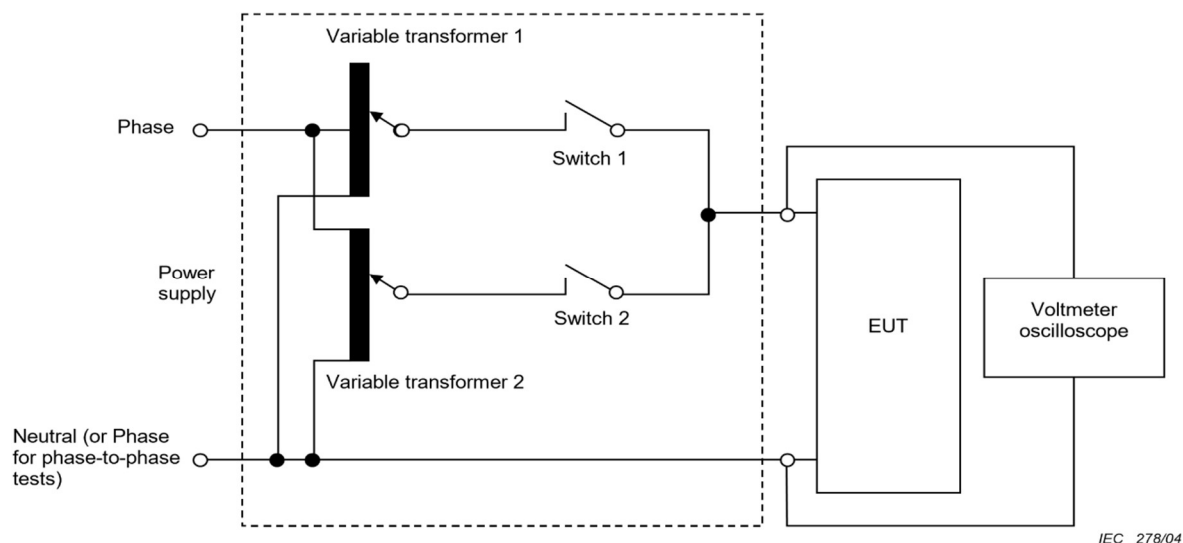 Variable transformer 1
Phase
Switch 1
Power
supply
Switch 2
Variable transformer 2
EUT
Voltmeter
oscilloscope
Neutral (or Phase
for phase-to-phase
tests)
IEC 278/04